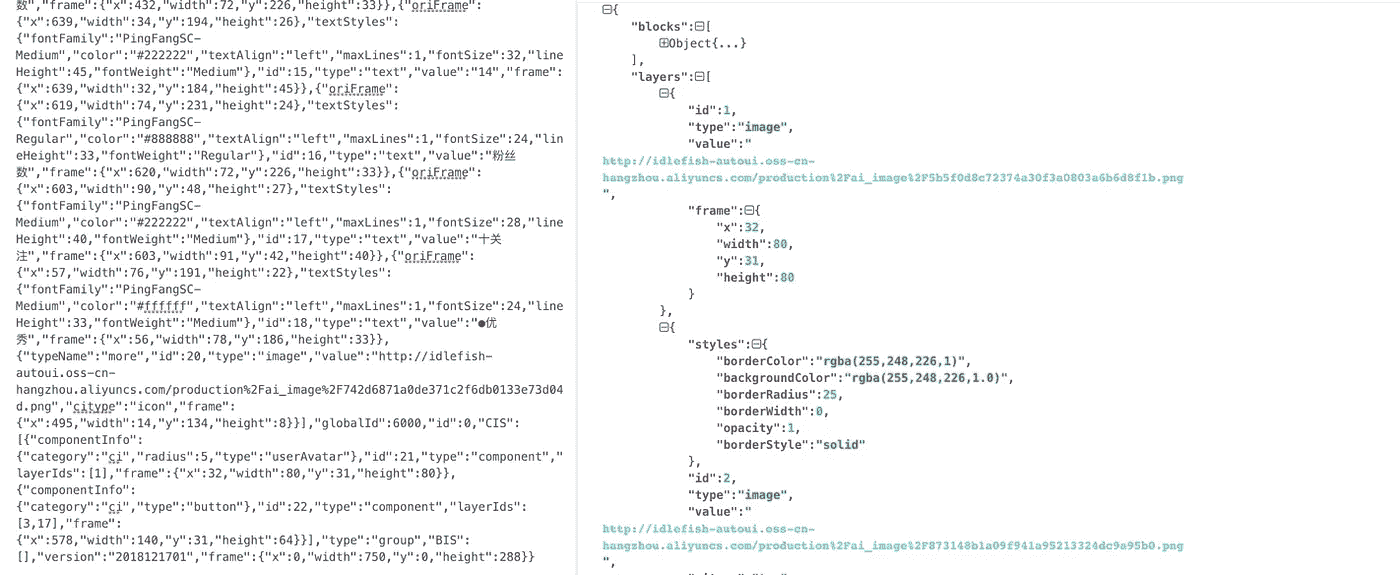 数","frame":{"x":432,"width":72,"y":226,"height":33}},{"oriFrame":
{"x":639,"width":34,"y":194,"height":26},"textStyles":
{"fontFamily":"PingFangSC-
Medium","color":"#222222","textAlign":"left","maxLines":1,"fontSize":32,"line
Height":45,"fontWeight":"Medium"},"id":15,"type":"text","value":"14","frame":
{"x":639,"width":32,"y":184,"height":45}},{"oriFrame":
{"x":619,"width":74,"y":231,"height":24},"textStyles":
{"fontFamily":"PingFangSC-
Regular","color":"#888888","textAlign":"left","maxLines":1,"fontSize":24,"lin
eHeight":33,"fontWeight":"Regular"},"id":16,"type":"text","value":"粉丝
数","frame":{"x":620,"width":72,"y":226,"height":33}},{"oriFrame":
{"x":603,"width":90,"y":48,"height":27},"textStyles":
{"fontFamily":"PingFangSC-
Medium","color":"#222222","textAlign":"left","maxLines":1,"fontSize":28,"line
Height":40,"fontWeight":"Medium"},"id":17,"type":"text","value":"十关
注","frame":{"x":603,"width":91,"y":42,"height":40}},{"oriFrame":
{"x":57,"width":76,"y":191,"height":22},"textStyles":
{"fontFamily":"PingFangSC-
Medium","color":"#ffffff","textAlign":"left","maxLines":1,"fontSize":24,"line
Height":33,"fontWeight":"Medium"},"id":18,"type":"text","value":"●优
秀","frame":{"x":56,"width":78,"y":186,"height":33}},
{"typeName":"more","id":20,"type":"image","value":"http://idlefish-
autoui.oss-cn-
hangzhou.aliyuncs.com/production%2Fai_image%2F742d6871a0de371c2f6db0133e73d04
d.png","citype":"icon","frame":
{"x":495,"width":14,"y":134,"height":8}}],"globalId":6000,"id":0,"CIS":
[{"componentInfo":
{"category":"ci","radius":5,"type":"userAvatar"},"id":21,"type":"component","
layerIds":[1],"frame":{"x":32,"width":80,"y":31,"height":80}},
{"componentInfo":
{"category":"ci","type":"button"},"id":22,"type":"component","layerIds":
[3,17],"frame":
{"x":578,"width":140,"y":31,"height":64}}],"type":"group","BIS":
[],"version":"2018121701","frame":{"x":0,"width":750,"y":0,"height":288}}
{
"blocks":[
Object{...}
],
"layers":[
{
"id":1,
"type":"image",
"value":"
http://idlefish-autoui.oss-cn-
hangzhou.aliyuncs.com/production%2Fai_image%2F5b5f0d8c72374a30f3a0803a6b6d8f1b.png
",
"frame":{
"x":32,
"width":80,
"y":31,
"height":80
}
},
{
"styles":{
"borderColor":"rgba(255,248,226,1)",
"backgroundColor":"rgba(255,248,226,1.0)",
"borderRadius":25,
"borderWidth":0,
"opacity":1,
"borderStyle":"solid"
},
"id":2,
"type":"image",
"value":"
http://idlefish-autoui.oss-cn-
hangzhou.aliyuncs.com/production%2Fai_image%2F873148b1a09f941a95213324dc9a95b0.png
",